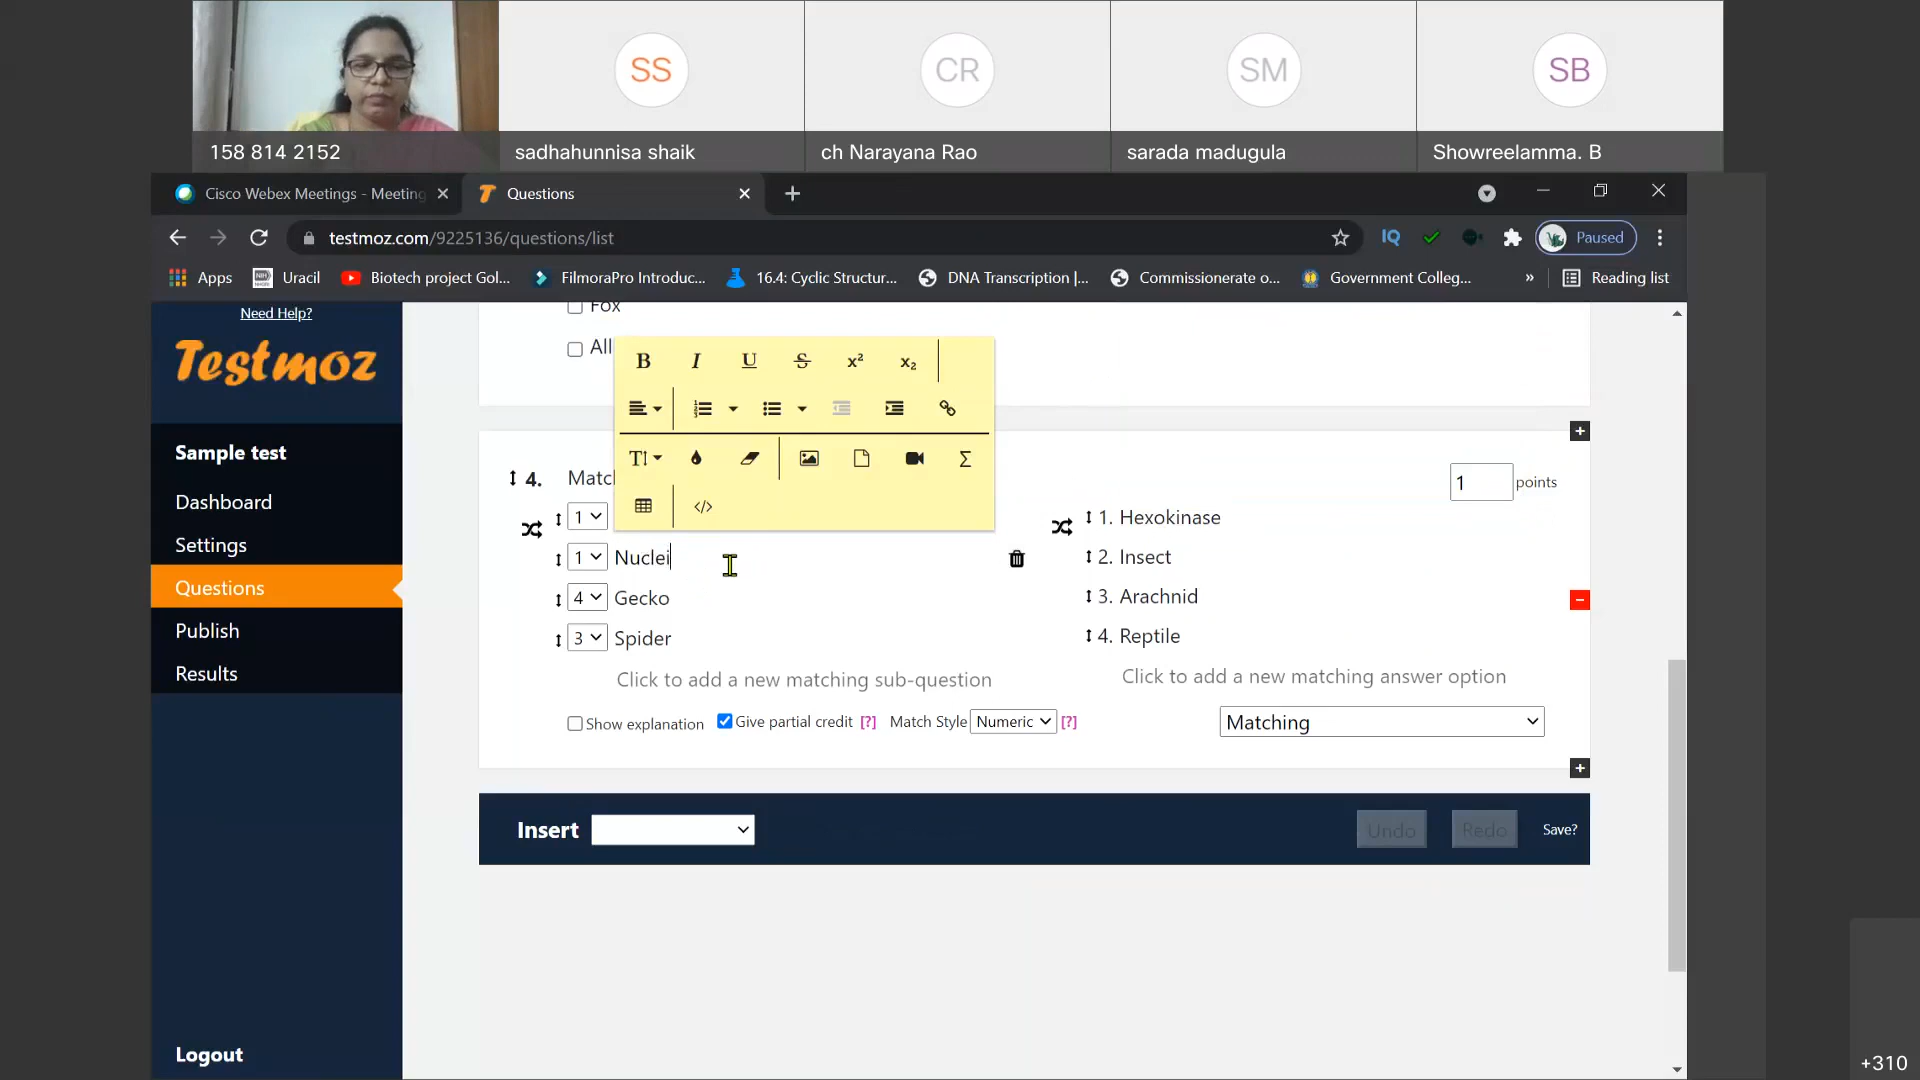 SS
CR
SM
SB
158 814 2152
sadhahunnisa shaik
ch Narayana Rao
sarada madugula
Showreelamma. B
Cisco Webex Meetings - Meeting
Questions
testmoz.com/9225136/questions/list
IQ
Paused
Apps
Uracil
Biotech project Gol...
FilmoraPro Introduc...
16.4: Cyclic Structur...
DNA Transcription |...
Commissionerate o...
Government Colleg...
»
Reading list
Need Help?
Testmoz
Sample test
Dashboard
Settings
Questions
Publish
Results
Logout
Fox
All
B I U S x² x₂
T
Σ
</>
4. Matc
1 points
1
1 Nuclei
4 Gecko
3 Spider
Click to add a new matching sub-question
1. Hexokinase
2. Insect
3. Arachnid
4. Reptile
Click to add a new matching answer option
Show explanation Give partial credit [?] Match Style Numeric [?]
Matching
Insert
Undo Redo Save?
+310